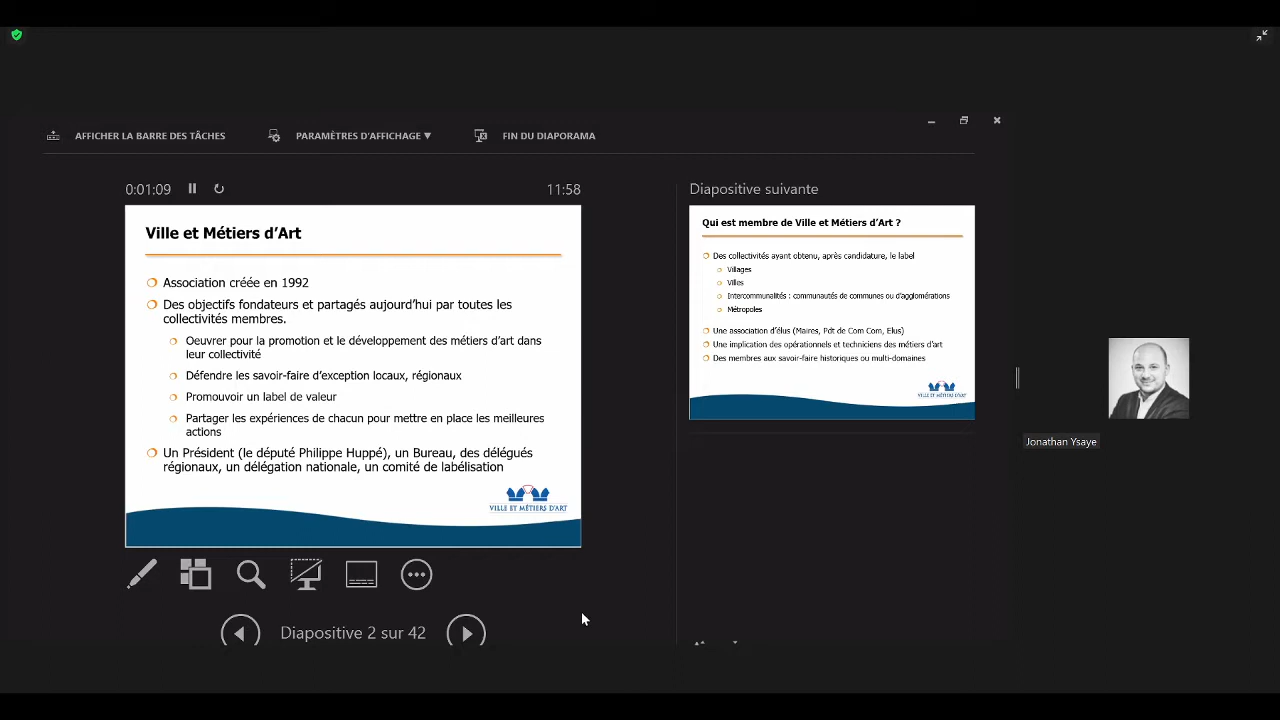 AFFICHER LA BARRE DES TÂCHES
PARAMÈTRES D'AFFICHAGE ▼
FIN DU DIAPORAMA
0:01:09
11:58
Ville et Métiers d'Art
Association créée en 1992
Des objectifs fondateurs et partagés aujourd'hui par toutes les
collectivités membres.
Oeuvrer pour la promotion et le développement des métiers d'art dans
leur collectivité
Défendre les savoir-faire d'exception locaux, régionaux
Promouvoir un label de valeur
Partager les expériences de chacun pour mettre en place les meilleures
actions
Un Président (le député Philippe Huppé), un Bureau, des délégués
régionaux, un délégation nationale, un comité de labélisation
VILLE ET MÉTIERS D'ART
Diapositive 2 sur 42
Diapositive suivante
Qui est membre de Ville et Métiers d'Art ?
Des collectivités ayant obtenu, après candidature, le label
Villages
Villes
Intercommunalités : communautés de communes ou d'agglomérations
Métropoles
Une association d'élus (Maires, Pdt de Com Com, Elus)
Une implication des opérationnels et techniciens des métiers d'art
Des membres aux savoir-faire historiques ou multi-domaines
VILLE ET MÉTIERS D'ART
Jonathan Ysaye